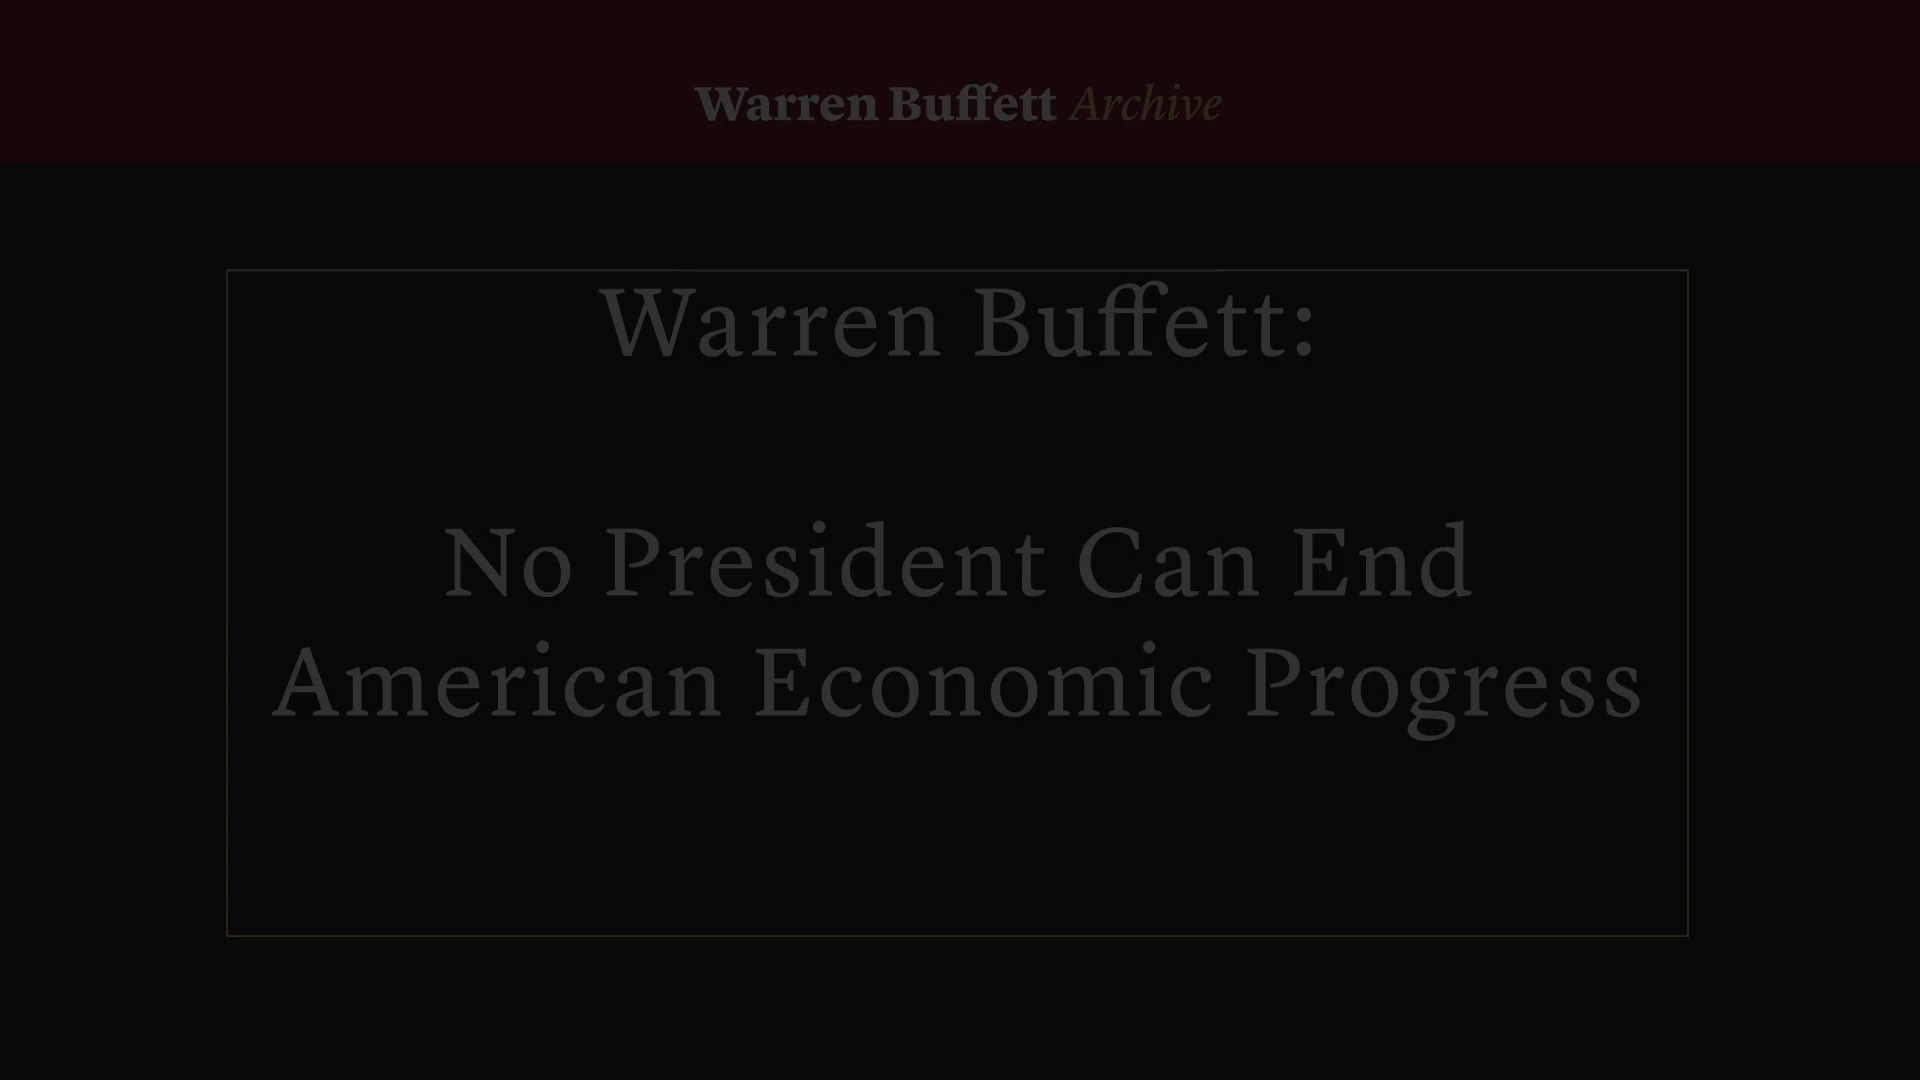 Warren Buffett Archive
Warren Buffett:
No President Can End
American Economic Progress